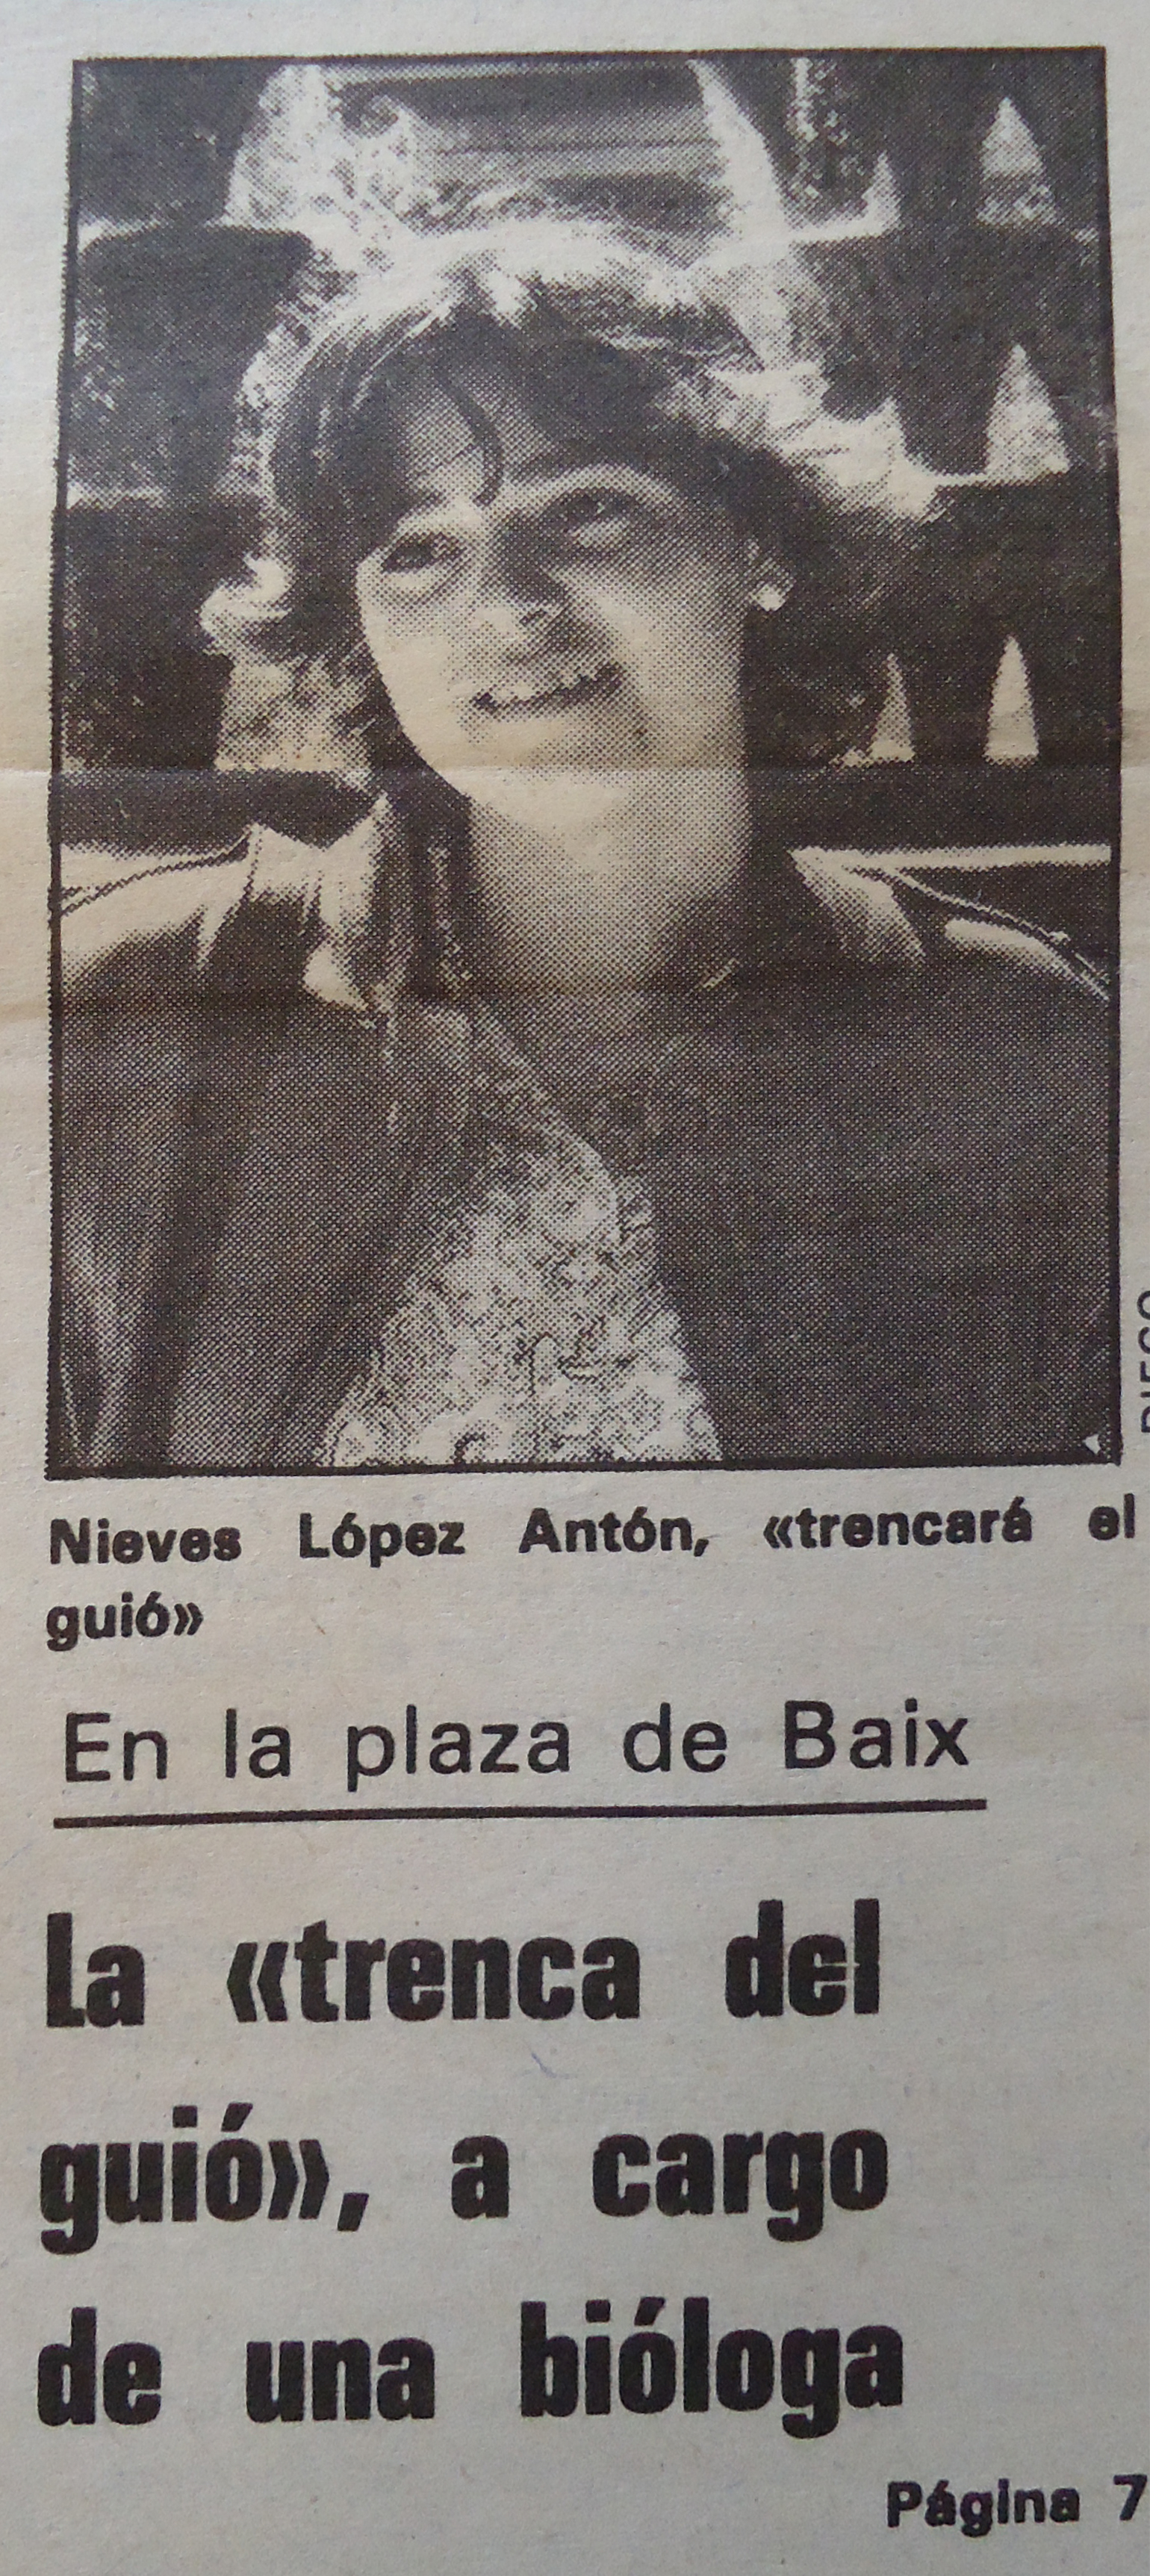 DIEGO
Nieves López Antón, «trencará el
guió»
En la plaza de Baix
La «trenca del
guió», a cargo
de una bióloga
Página 7